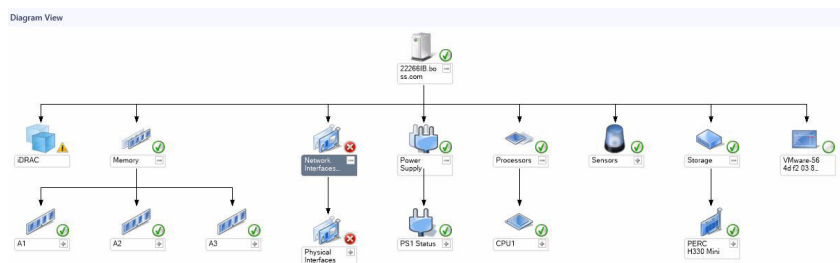 Diagram View
22266IB.bo
ss.com
iDRAC
Memory
Network
Interfaces...
Power
Supply
Processors
Sensors
Storage
VMware-56
4d f2 03 8...
A1
A2
A3
Physical
Interfaces
PS1 Status
CPU1
PERC
H330 Mini